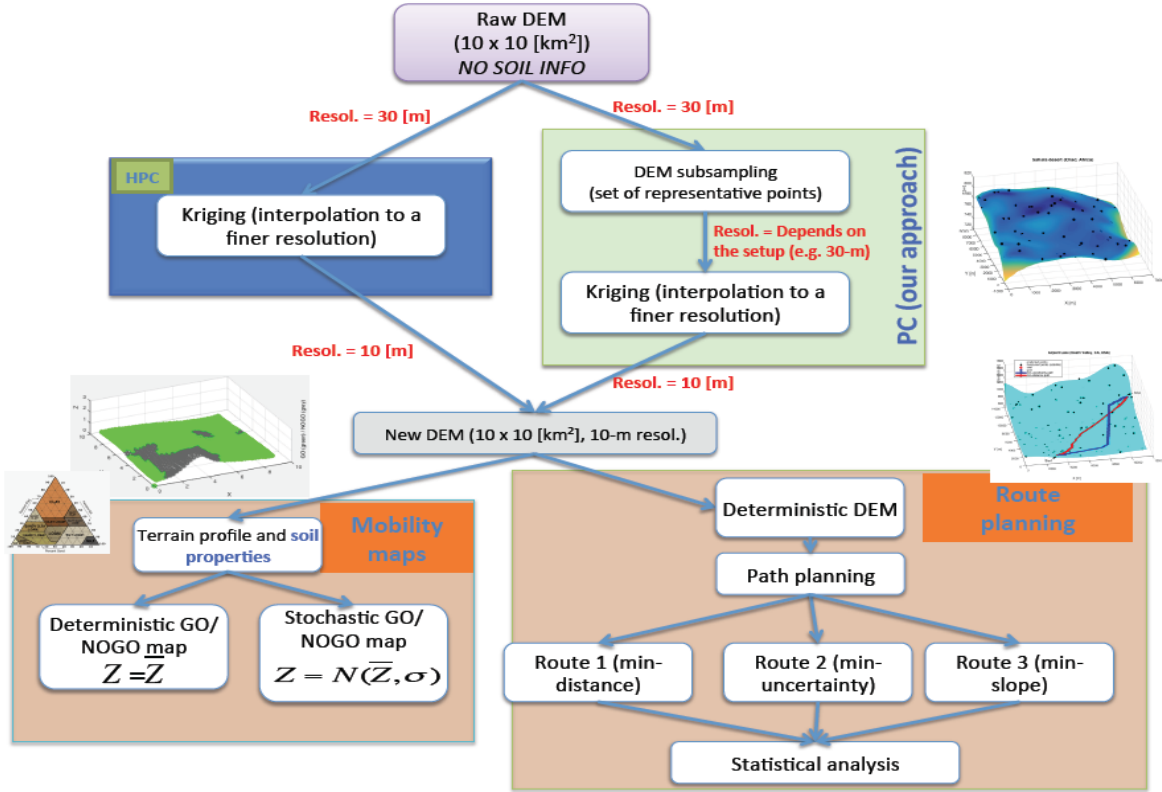 Raw DEM
(10 x 10 [km²])
NO SOIL INFO
Resol. = 30 [m]
Resol. = 30 [m]
HPC
Kriging (interpolation to a
finer resolution)
DEM subsampling
(set of representative points)
Resol. = Depends on
the setup (e.g. 30-m)
Kriging (interpolation to a
finer resolution)
PC (our approach)
Resol. = 10 [m]
Resol. = 10 [m]
New DEM (10 x 10 [km²], 10-m resol.)
GO (green) / NOGO (grey)
X
Mobility
maps
Terrain profile and soil
properties
Deterministic GO/
NOGO map
Z =Z̅
Stochastic GO/
NOGO map
Z = N(Z̅,σ)
Route
planning
Deterministic DEM
Path planning
Route 1 (min-
distance)
Route 2 (min-
uncertainty)
Route 3 (min-
slope)
Statistical analysis